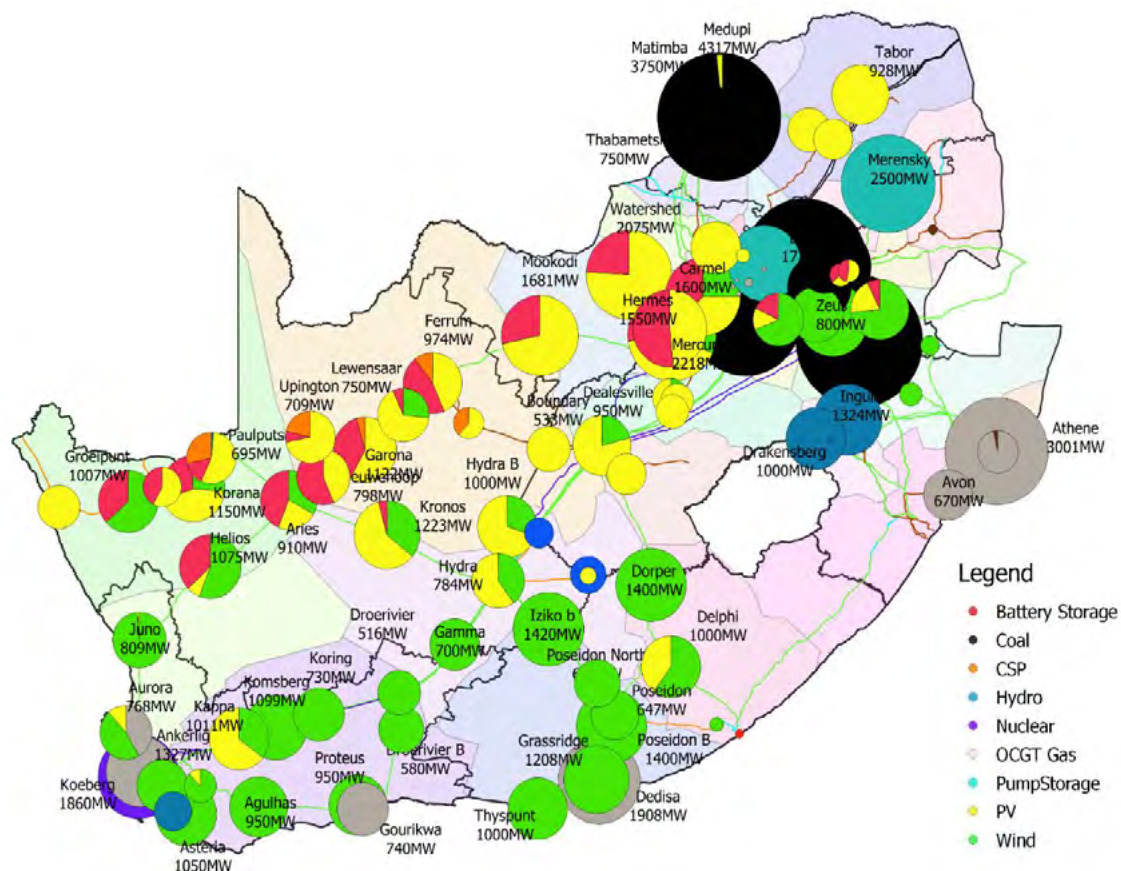 Medupi
4317MW
Matimba
3750MW
Tabor
928MW
Thabametsi
750MW
Merensky
2500MW
Watershed
2075MW
Mookodi
1681MW
Carmel
1600MW
17
Hermes
1550MW
Zeus
800MW
Ferrum
974MW
Mercury
2218MW
Lewensaar
750MW
Upington
709MW
Boundary
533MW
Dealesville
950MW
Ingula
1324MW
Athene
3001MW
Paulputs
695MW
Groeipunt
1007MW
Garona
1122MW
Drakensberg
1000MW
Hydra B
1000MW
798MW
Avon
670MW
Korana
1150MW
Kronos
1223MW
Aries
910MW
Helios
1075MW
Hydra
784MW
Dorper
1400MW
Juno
809MW
Droerivier
516MW
Gamma
700MW
Iziko b
1420MW
Delphi
1000MW
Koring
730MW
Poseidon North
Komsberg
1099MW
Aurora
768MW
Kappa
1011MW
Poseidon
647MW
Ankerlig
1327MW
Proteus
950MW
Droerivier B
580MW
Grassridge
1208MW
Poseidon B
1400MW
Koeberg
1860MW
Agulhas
950MW
Thyspunt
1000MW
Dedisa
1908MW
Gourikwa
740MW
Asteria
1050MW
Legend
Battery Storage
Coal
CSP
Hydro
Nuclear
OCGT Gas
PumpStorage
PV
Wind